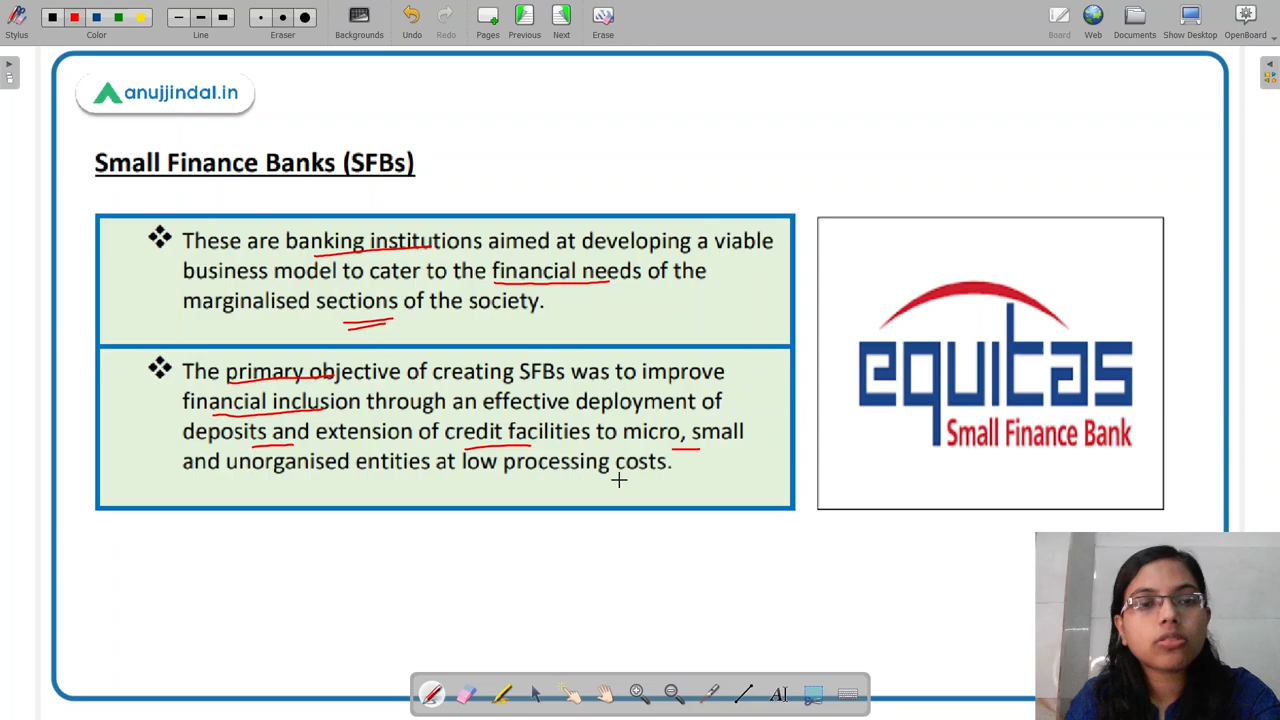 Stylus
Color
Line
Eraser
Backgrounds
Undo
Redo
Pages
Previous
Next
Erase
Board
Web
Documents
Show Desktop
OpenBoard
anujjindal.in
Small Finance Banks (SFBs)
These are banking institutions aimed at developing a viable
business model to cater to the financial needs of the
marginalised sections of the society.
The primary objective of creating SFBs was to improve
financial inclusion through an effective deployment of
deposits and extension of credit facilities to micro, small
and unorganised entities at low processing costs.
equitas
Small Finance Bank
AI